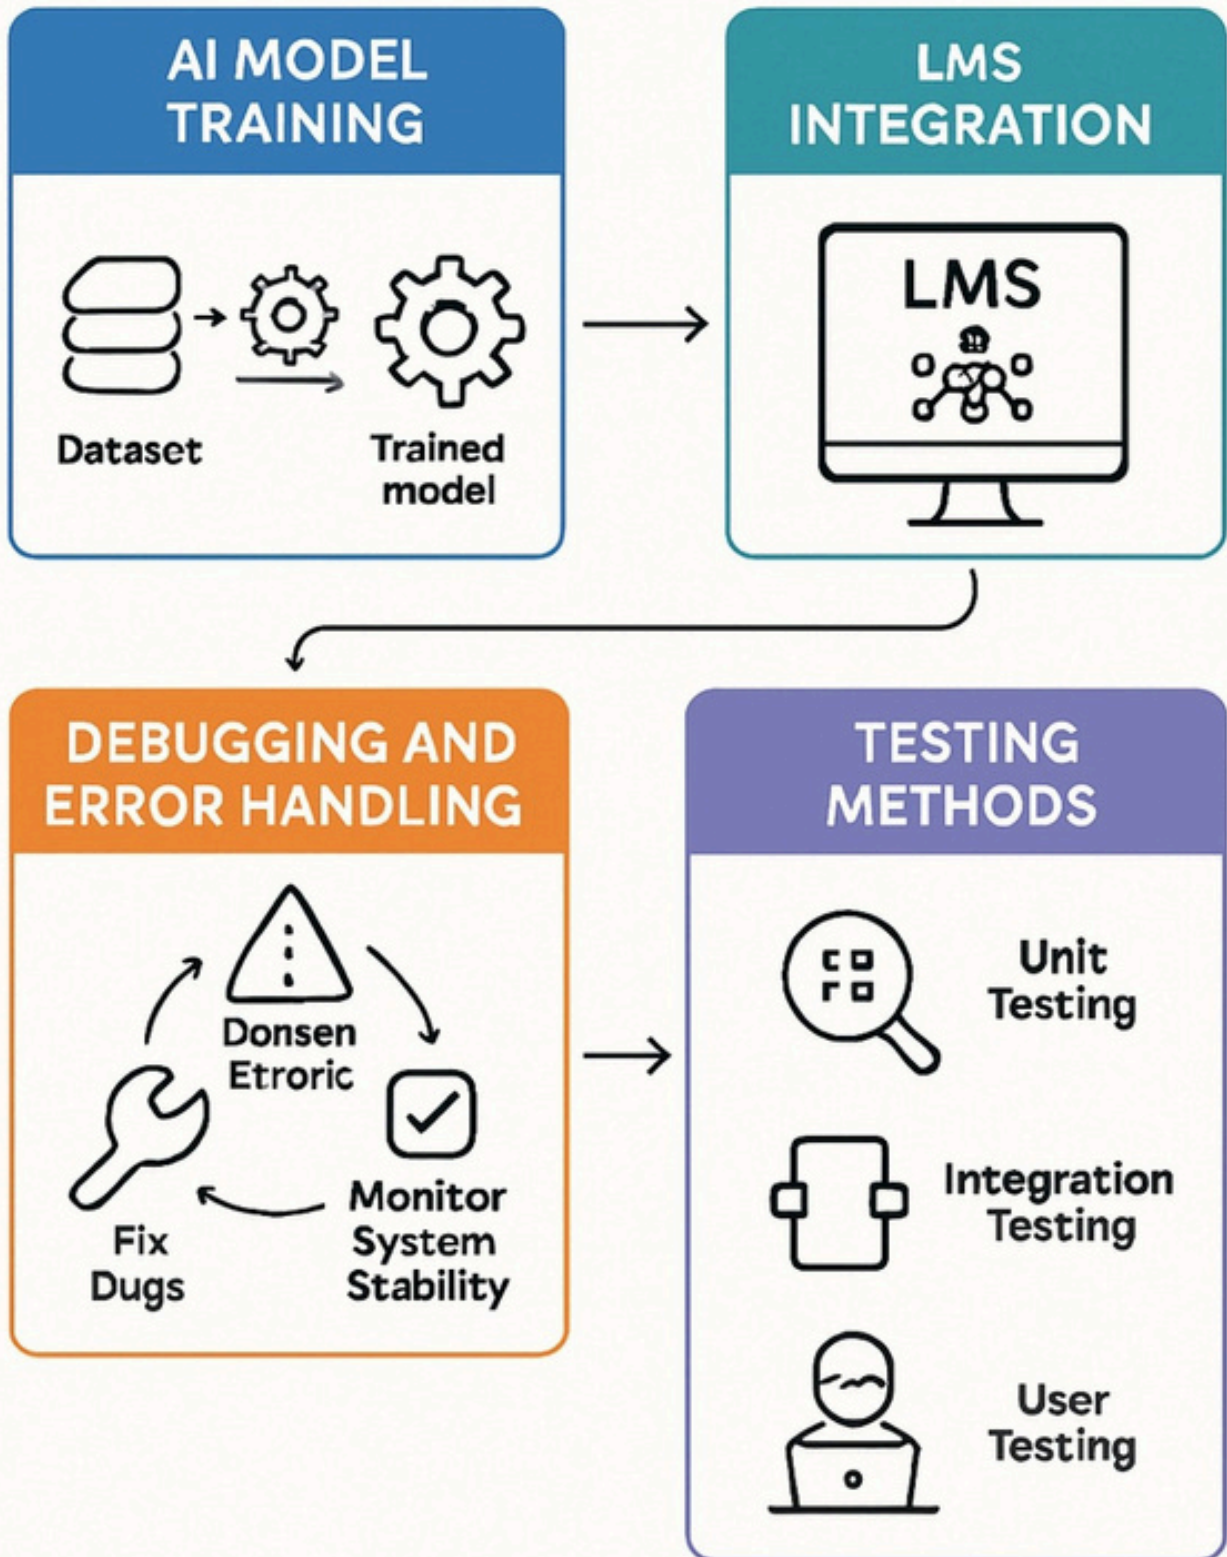 AI MODEL
TRAINING
Dataset
Trained
model
LMS
INTEGRATION
LMS
DEBUGGING AND
ERROR HANDLING
Donsen
Etroric
Monitor
System
Stability
Fix
Dugs
TESTING
METHODS
Unit
Testing
Integration
Testing
User
Testing